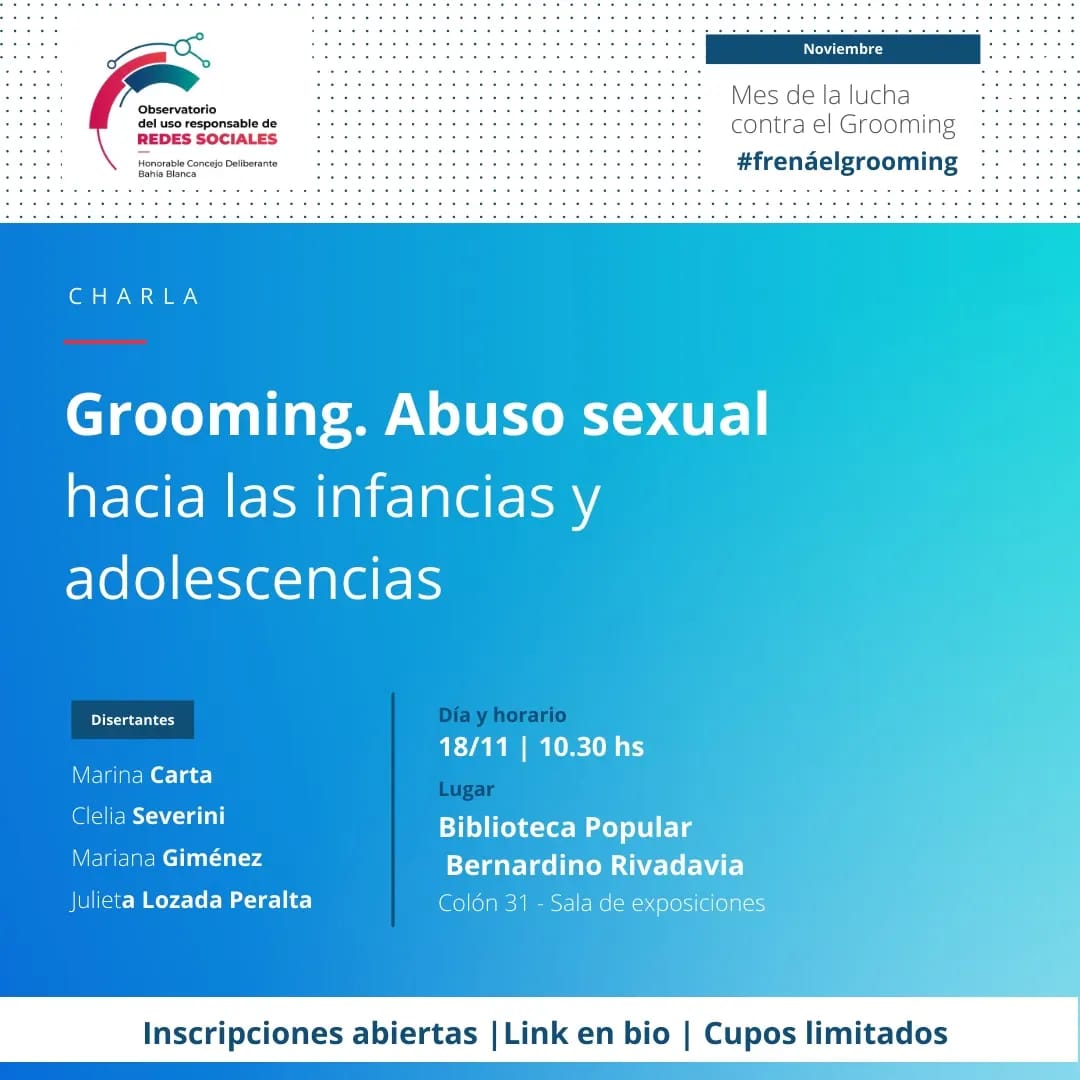 Observatorio
del uso responsable de
REDES SOCIALES
Honorable Concejo Deliberante
Bahía Blanca
Noviembre
Mes de la lucha
contra el Grooming
#frenáelgrooming
CHARLA
Grooming. Abuso sexual
hacia las infancias y
adolescencias
Disertantes
Marina Carta
Clelia Severini
Mariana Giménez
Julieta Lozada Peralta
Día y horario
18/11 | 10.30 hs
Lugar
Biblioteca Popular
Bernardino Rivadavia
Colón 31 - Sala de exposiciones
Inscripciones abiertas |Link en bio | Cupos limitados